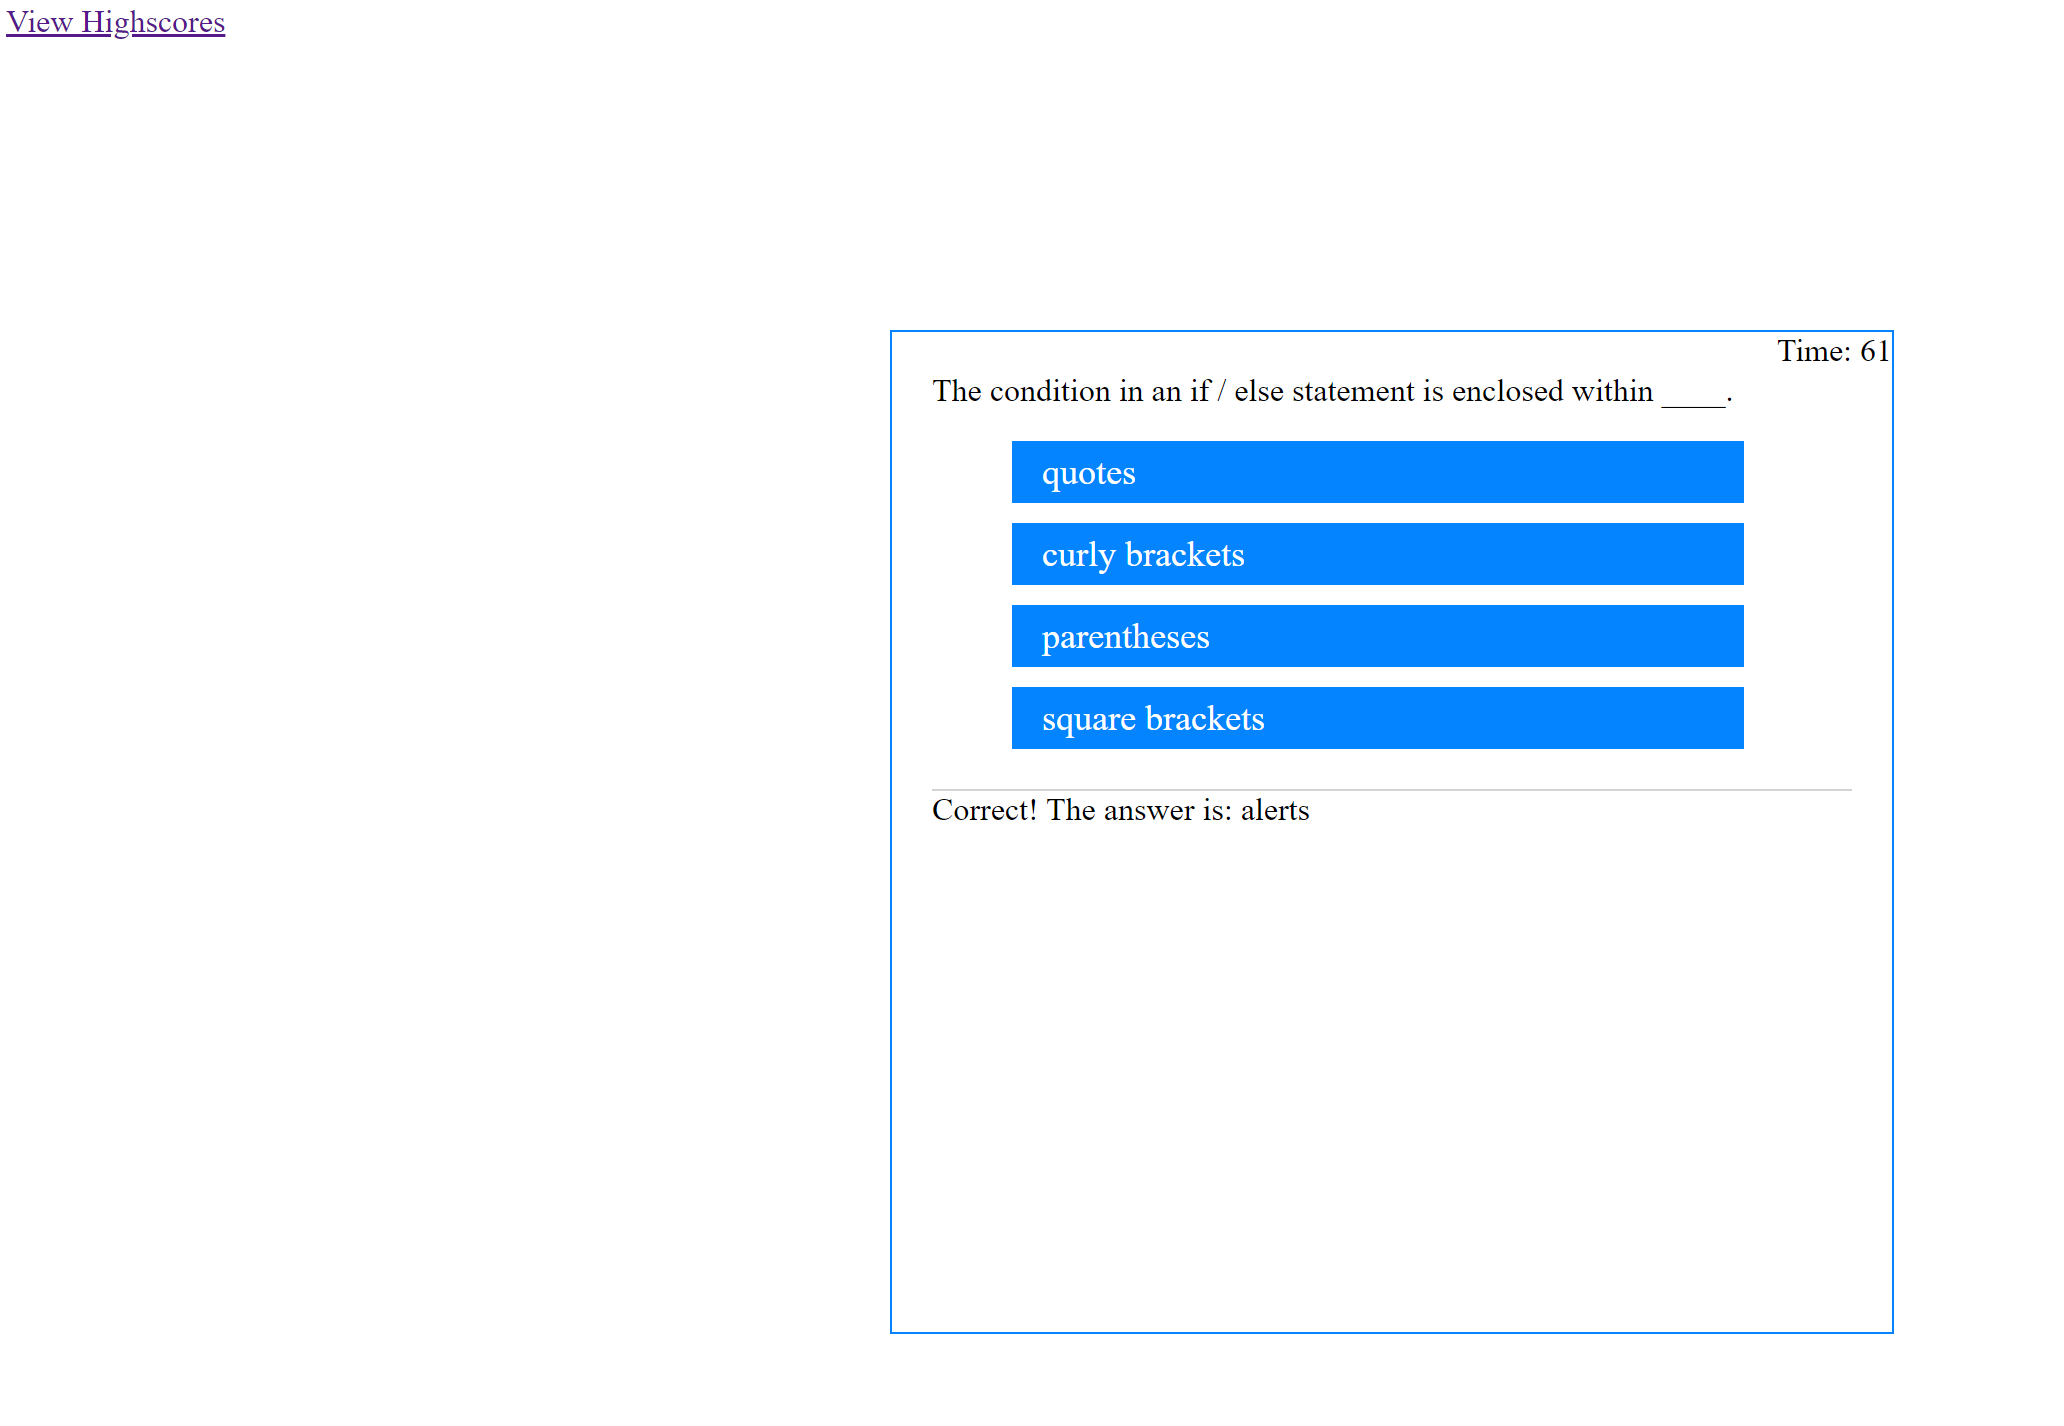 View Highscores
Time: 61
The condition in an if / else statement is enclosed within ____.
quotes
curly brackets
parentheses
square brackets
Correct! The answer is: alerts